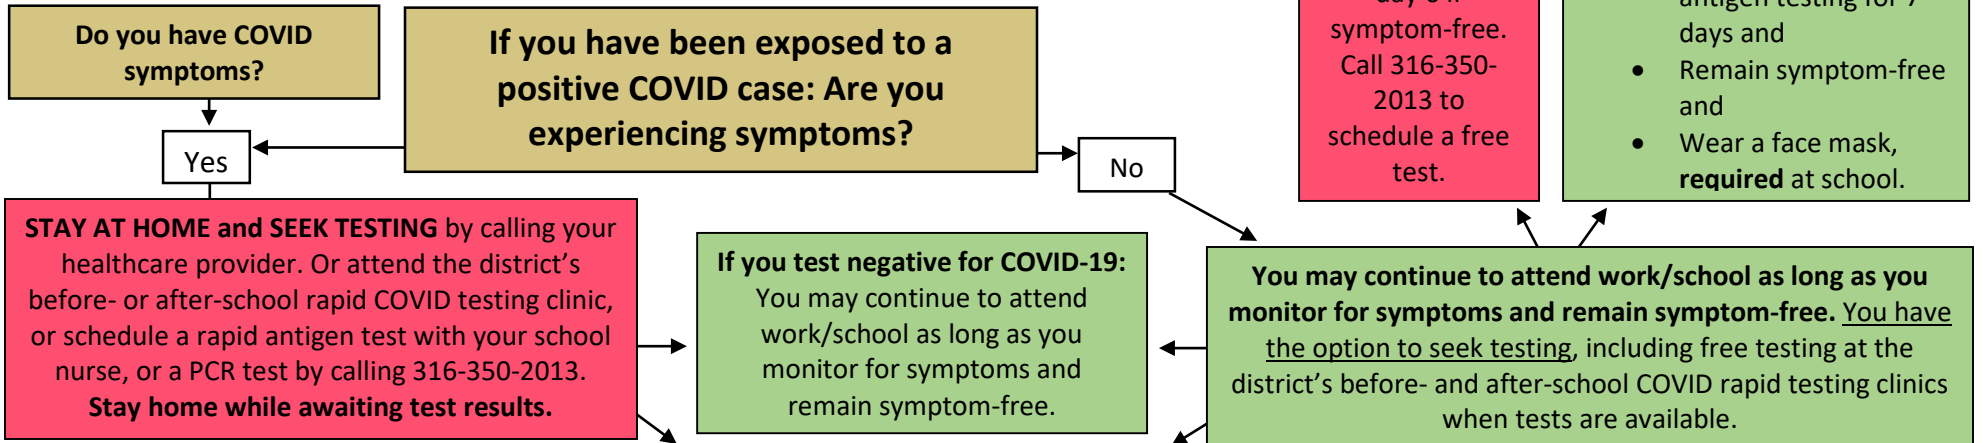 Do you have COVID
symptoms?
If you have been exposed to a
positive COVID case: Are you
experiencing symptoms?
Yes
No
symptom-free.
Call 316-350-
2013 to
schedule a free
test.
antigen testing for 7
days and
• Remain symptom-free
and
• Wear a face mask,
required at school.
STAY AT HOME and SEEK TESTING by calling your
healthcare provider. Or attend the district’s
before- or after-school rapid COVID testing clinic,
or schedule a rapid antigen test with your school
nurse, or a PCR test by calling 316-350-2013.
Stay home while awaiting test results.
If you test negative for COVID-19:
You may continue to attend
work/school as long as you
monitor for symptoms and
remain symptom-free.
You may continue to attend work/school as long as you
monitor for symptoms and remain symptom-free. You have
the option to seek testing, including free testing at the
district’s before- and after-school COVID rapid testing clinics
when tests are available.